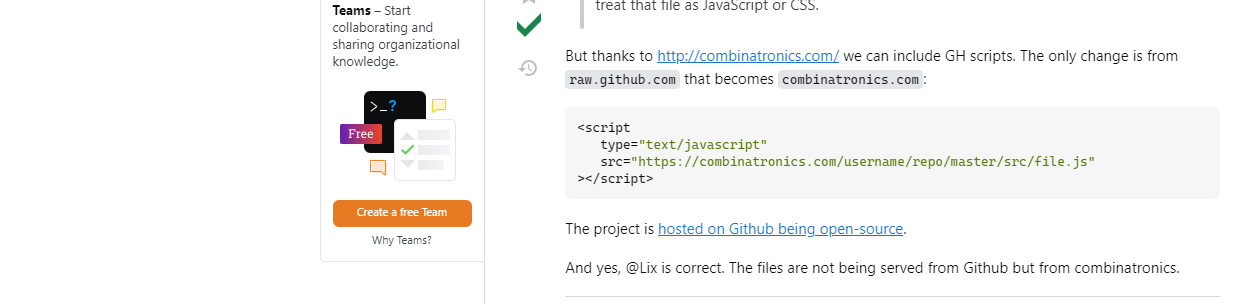 Teams – Start
collaborating and
sharing organizational
knowledge.
>_?
Free
Create a free Team
Why Teams?
treat that file as JavaScript or CSS.
But thanks to http://combinatronics.com/ we can include GH scripts. The only change is from
raw.github.com that becomes combinatronics.com:
<script
   type="text/javascript"
   src="https://combinatronics.com/username/repo/master/src/file.js"
></script>
The project is hosted on Github being open-source.
And yes, @Lix is correct. The files are not being served from Github but from combinatronics.